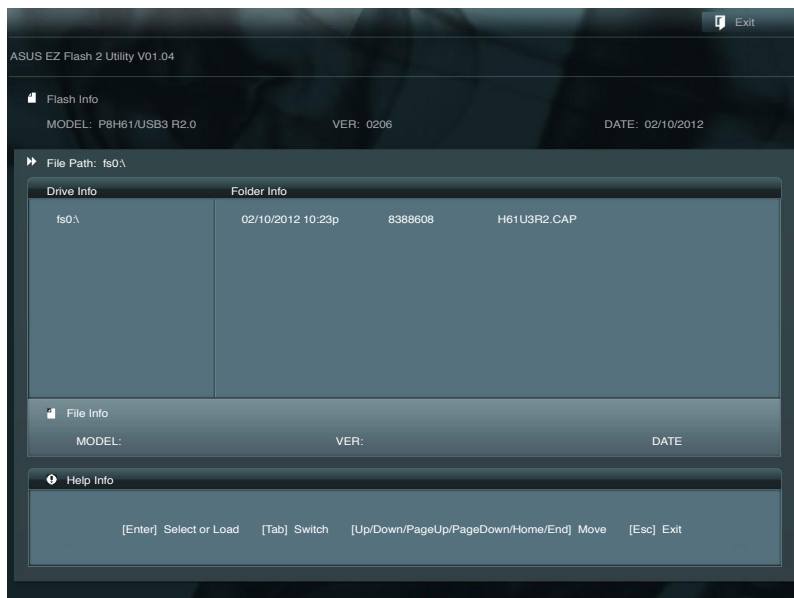 Exit
ASUS EZ Flash 2 Utility V01.04
Flash Info
MODEL: P8H61/USB3 R2.0 VER: 0206 DATE: 02/10/2012
File Path: fs0:\
Drive Info Folder Info
fs0:\ 02/10/2012 10:23p 8388608 H61U3R2.CAP
File Info
MODEL: VER: DATE
Help Info
[Enter] Select or Load [Tab] Switch [Up/Down/PageUp/PageDown/Home/End] Move [Esc] Exit